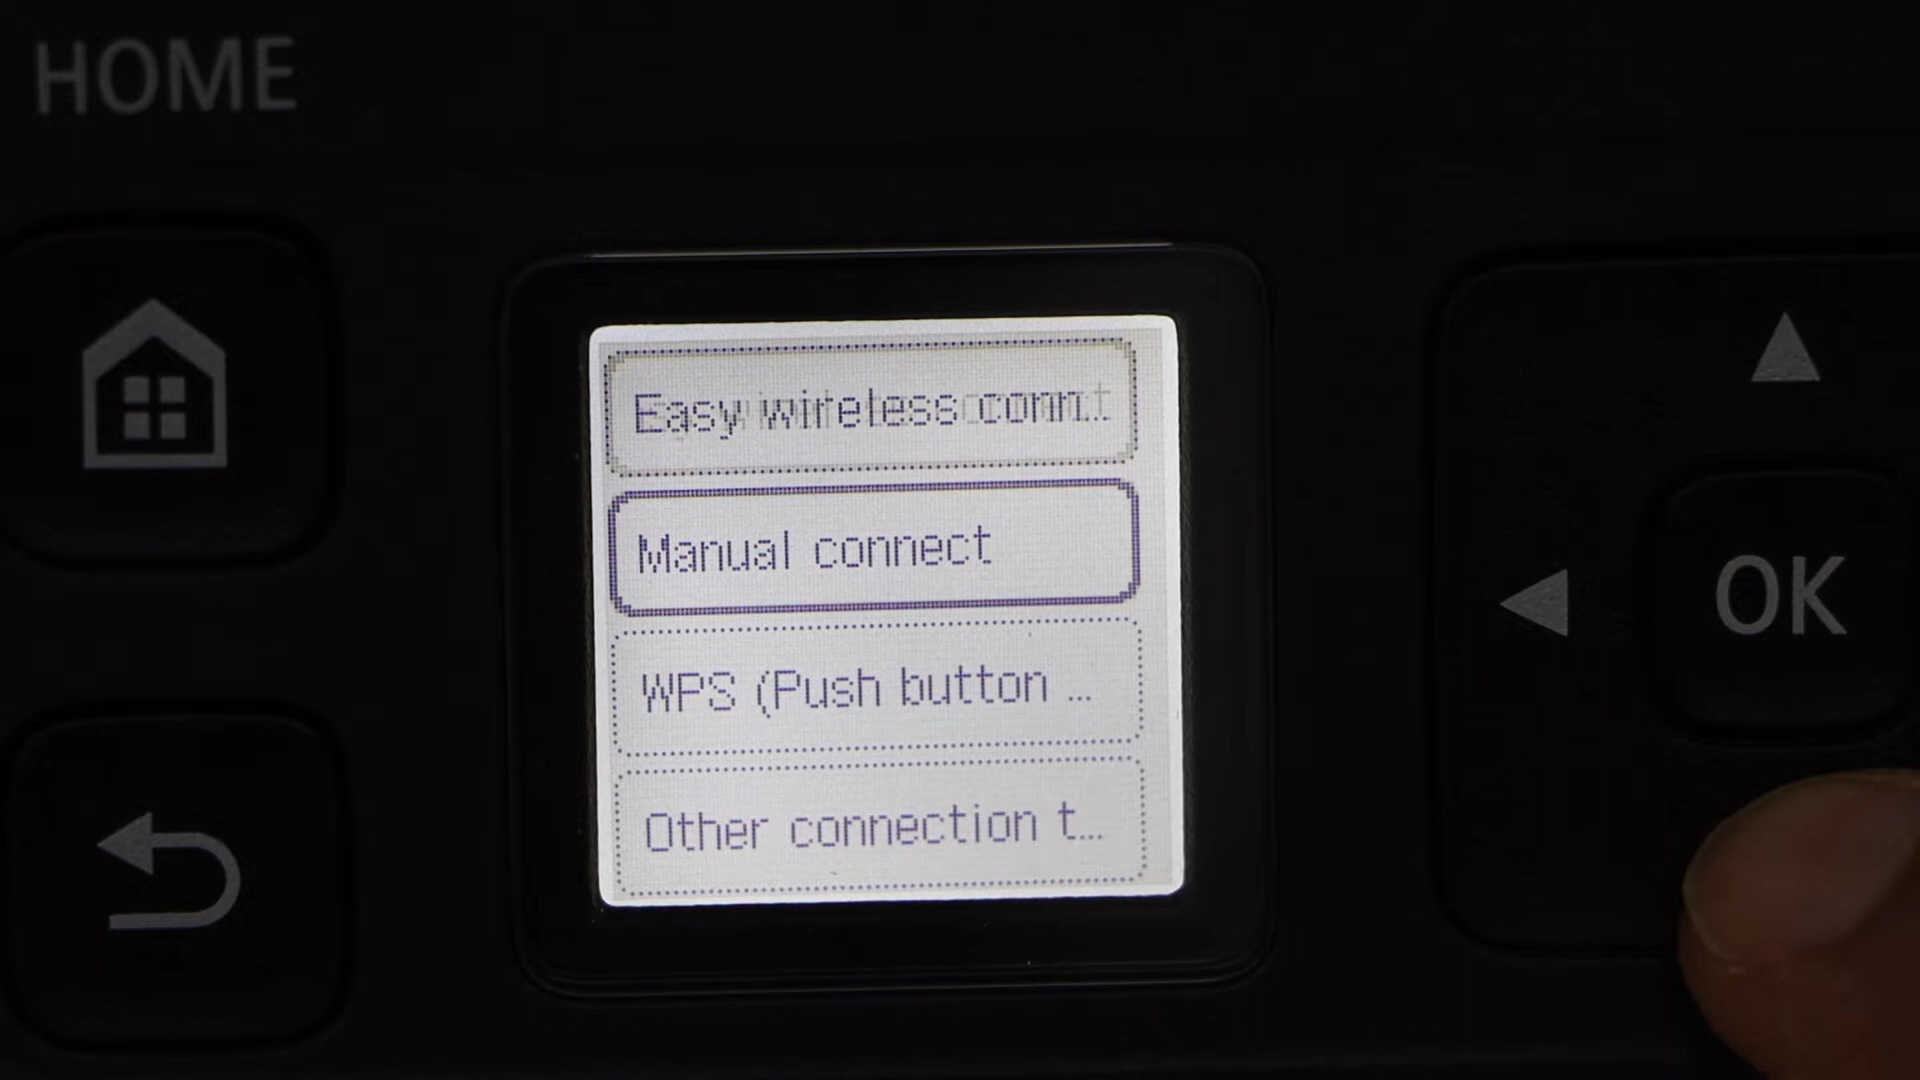 HOME
Easy wireless conn...
Manual connect
WPS (Push button ...
Other connection t...
OK